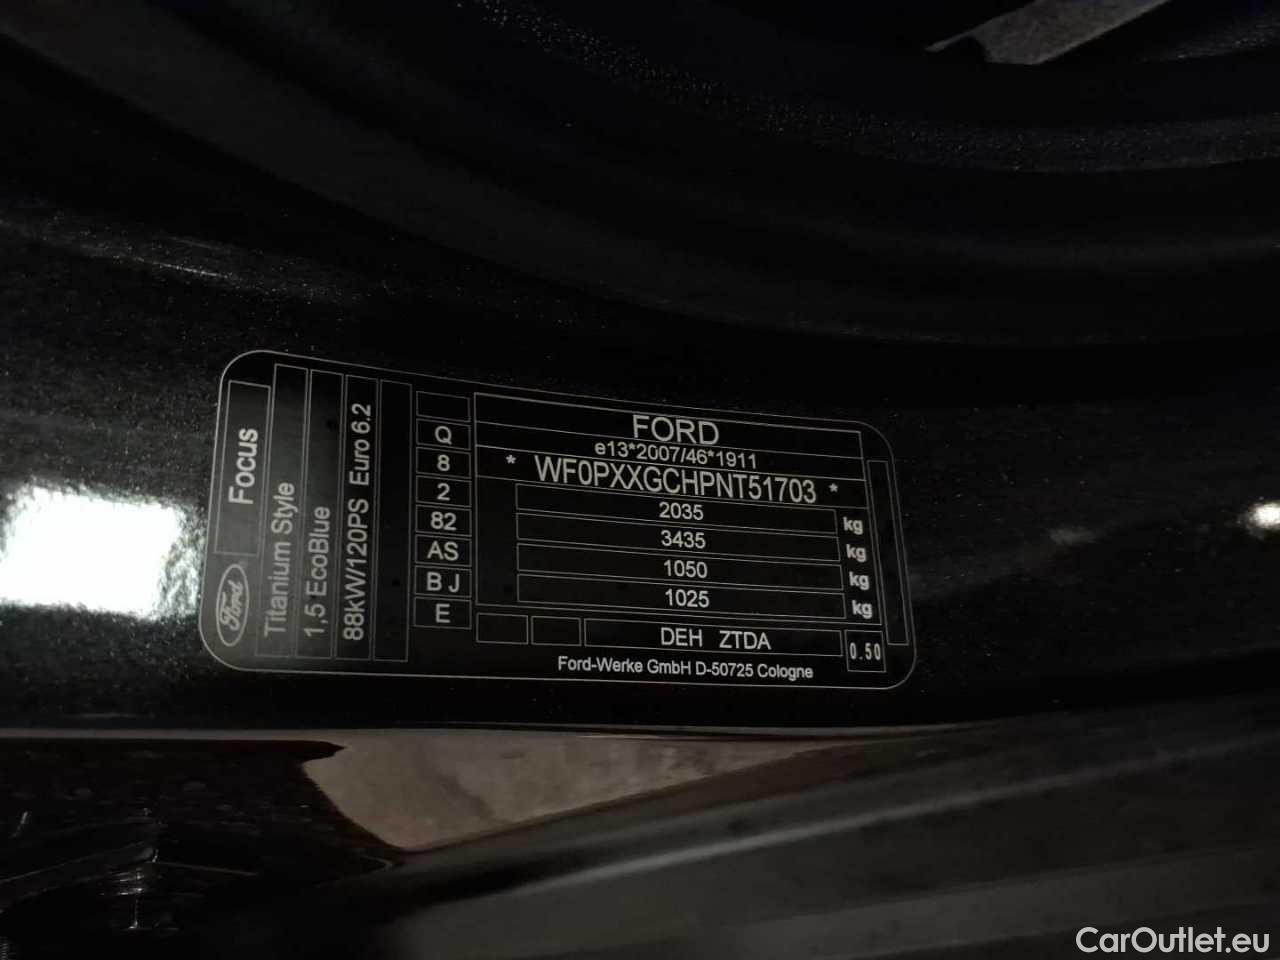 Ford
Focus
Titanium Style
1,5 EcoBlue
88kW/120PS Euro 6.2
Q
8
2
82
AS
B J
E
FORD
e13*2007/46*1911
* WF0PXXGCHPNT51703 *
2035 kg
3435 kg
1050 kg
1025 kg
DEH ZTDA
0.50
Ford-Werke GmbH D-50725 Cologne
CarOutlet.eu